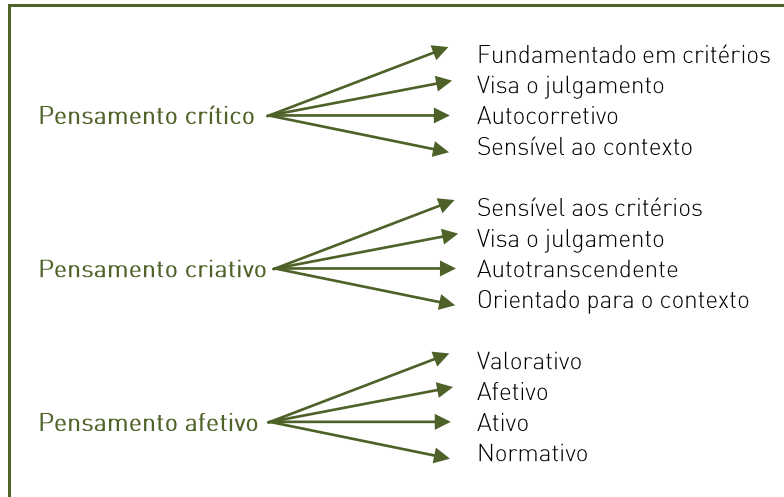 Pensamento crítico
Fundamentado em critérios
Visa o julgamento
Autocorretivo
Sensível ao contexto
Pensamento criativo
Sensível aos critérios
Visa o julgamento
Autotranscendente
Orientado para o contexto
Pensamento afetivo
Valorativo
Afetivo
Ativo
Normativo